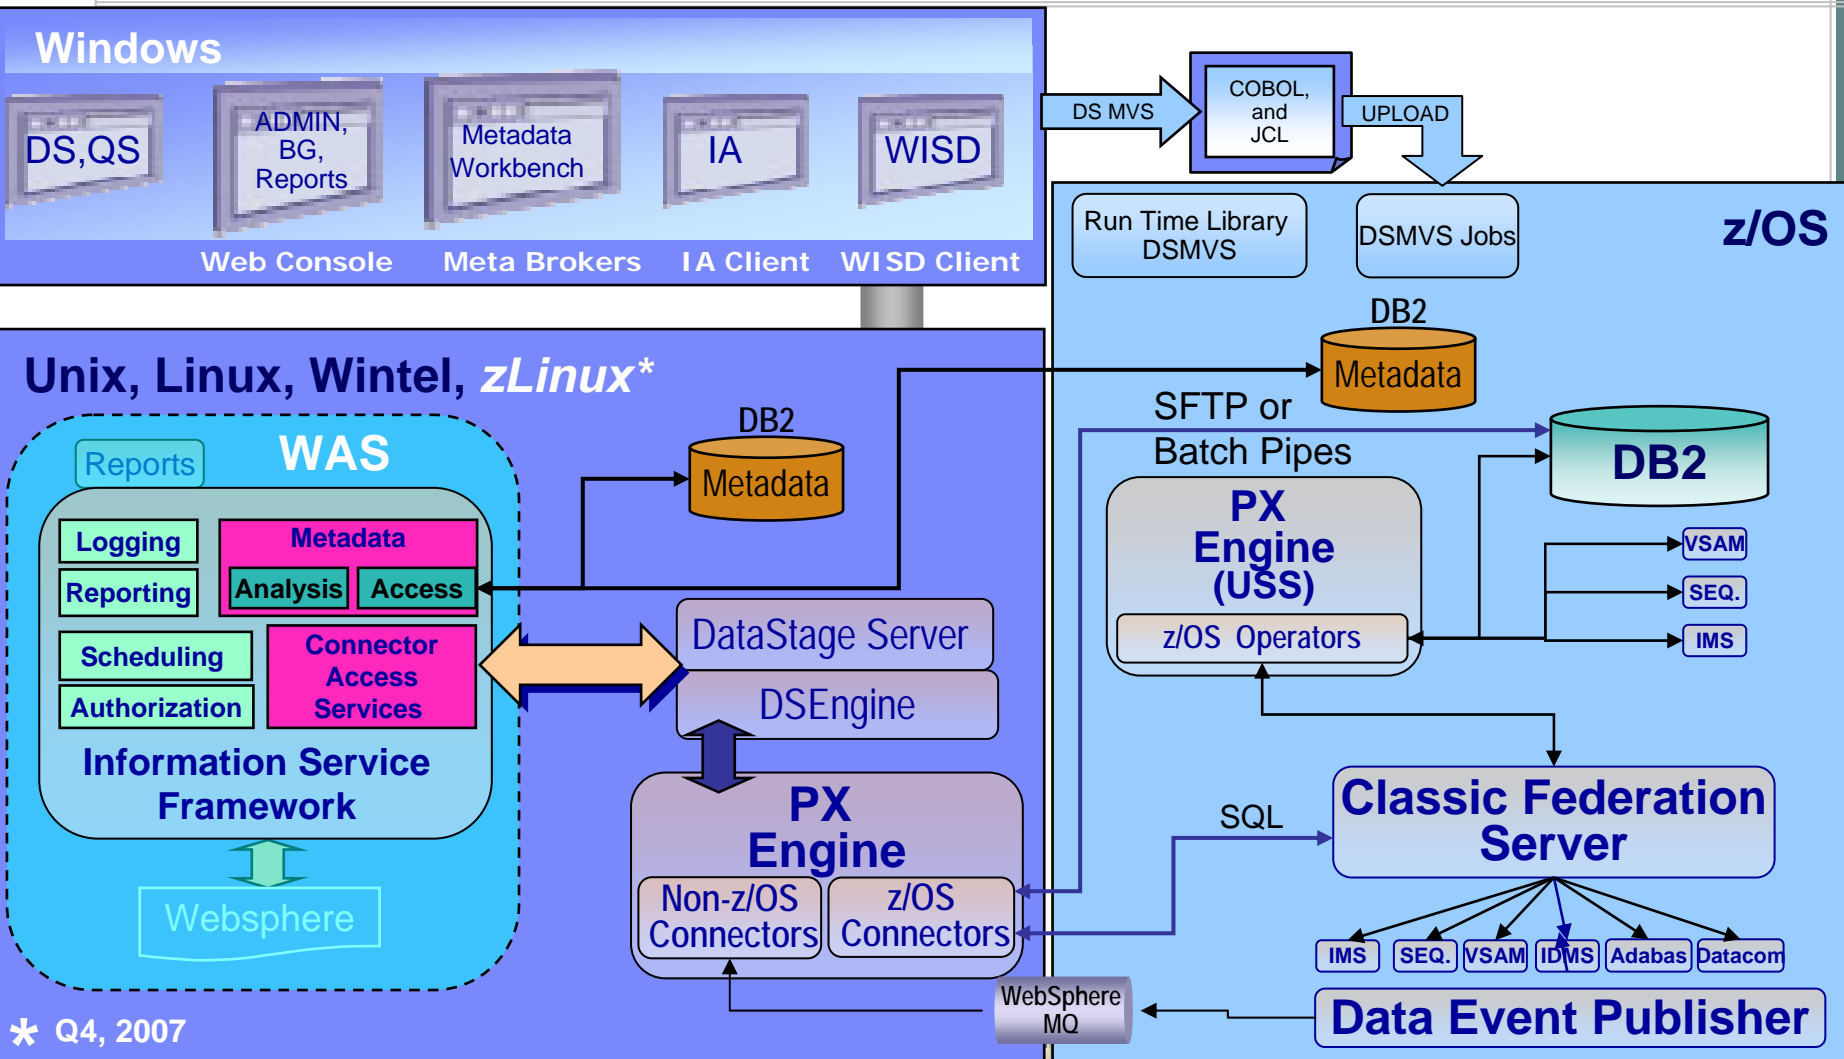 Windows
DS,QS
ADMIN,
BG,
Reports
Metadata
Workbench
IA
WISD
Web Console
Meta Brokers
IA Client
WISD Client
DS MVS
COBOL,
and
JCL
UPLOAD
z/OS
Run Time Library
DSMVS
DSMVS Jobs
DB2
Metadata
SFTP or
Batch Pipes
DB2
PX
Engine
(USS)
z/OS Operators
VSAM
SEQ.
IMS
Unix, Linux, Wintel, zLinux*
WAS
Reports
Logging
Reporting
Scheduling
Authorization
Metadata
Analysis
Access
Connector
Access
Services
Information Service
Framework
Websphere
DB2
Metadata
DataStage Server
DSEngine
PX
Engine
Non-z/OS
Connectors
z/OS
Connectors
SQL
Classic Federation
Server
IMS
SEQ.
VSAM
IDMS
Adabas
Datacom
WebSphere
MQ
Data Event Publisher
* Q4, 2007